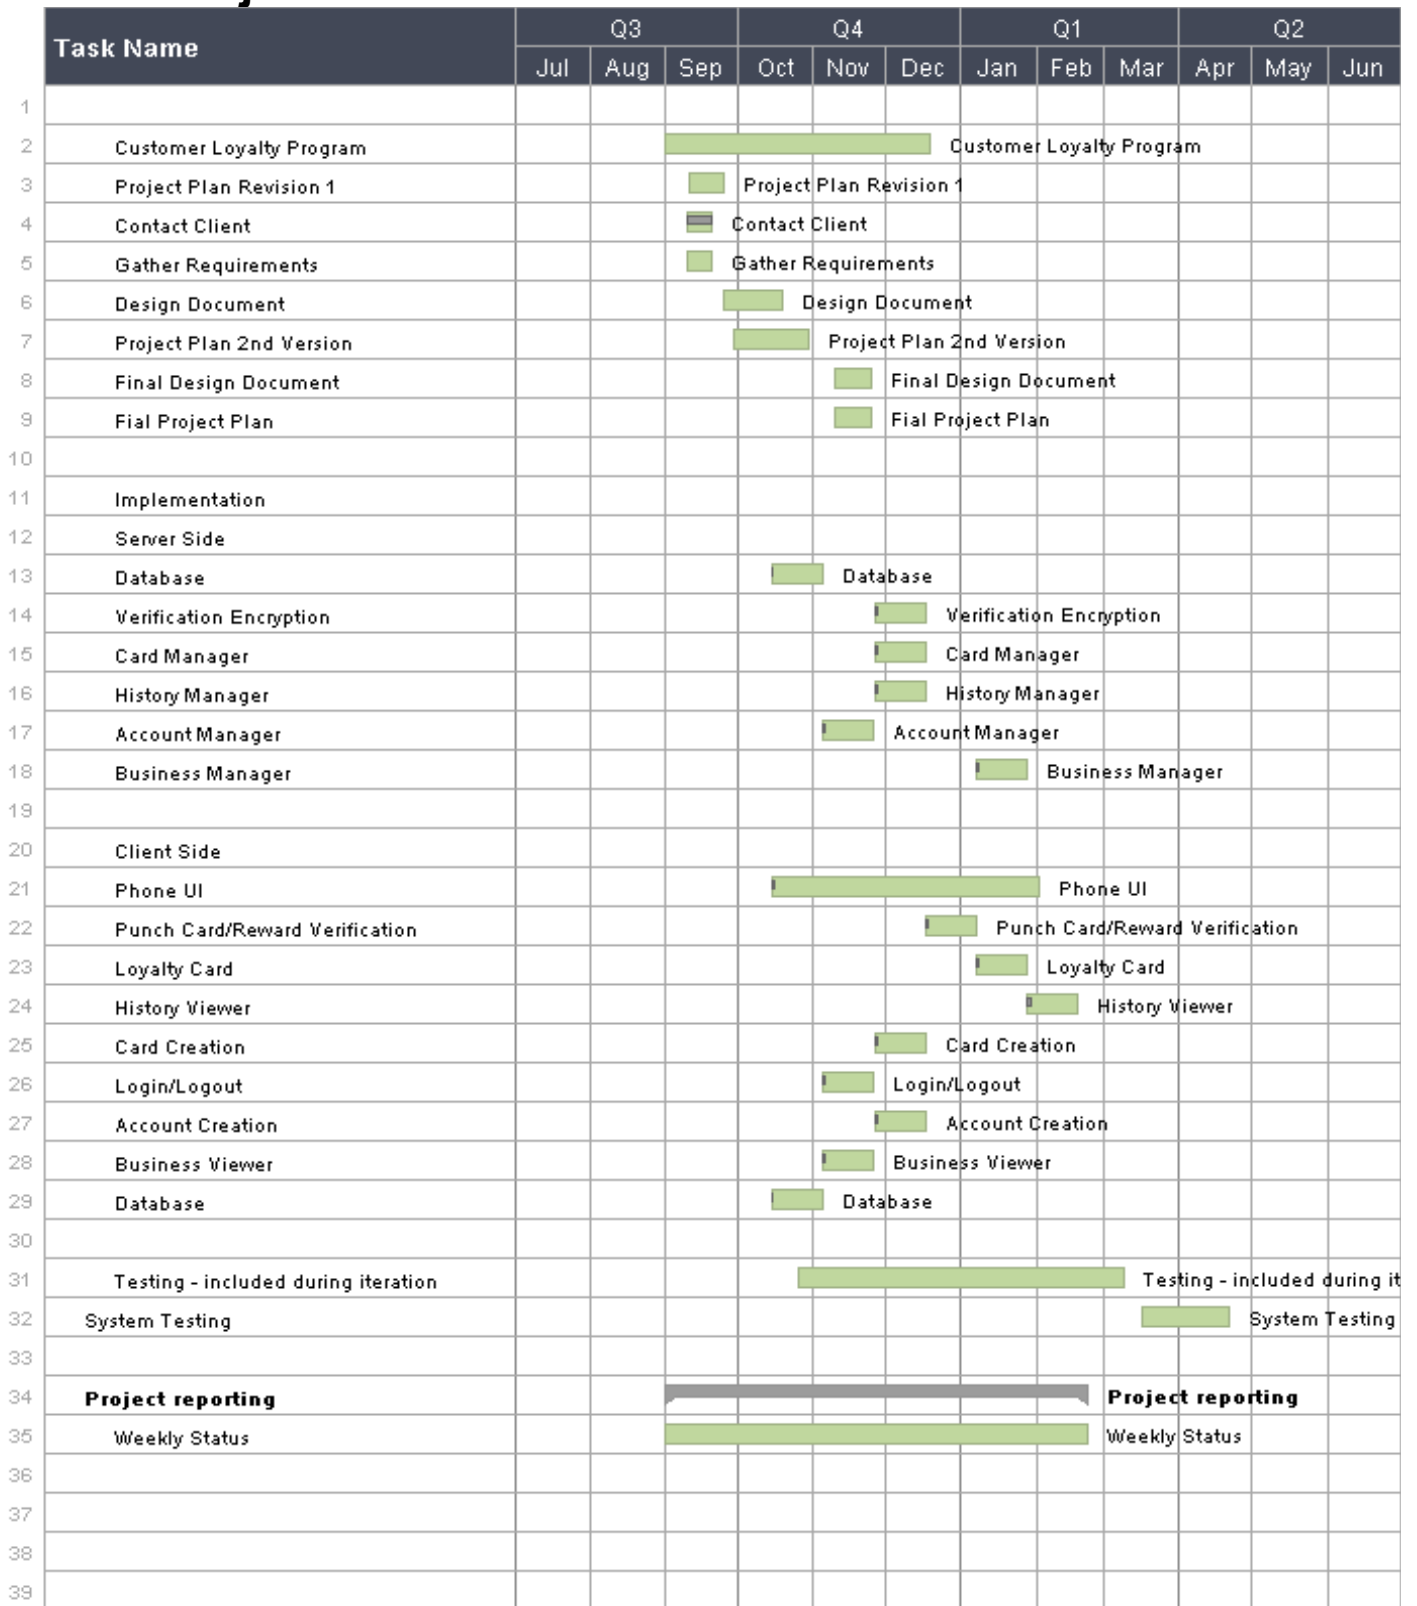 Task Name
Q3 Q4 Q1 Q2
Jul Aug Sep Oct Nov Dec Jan Feb Mar Apr May Jun
1
2 Customer Loyalty Program Customer Loyalty Program
3 Project Plan Revision 1 Project Plan Revision 1
4 Contact Client Contact Client
5 Gather Requirements Gather Requirements
6 Design Document Design Document
7 Project Plan 2nd Version Project Plan 2nd Version
8 Final Design Document Final Design Document
9 Fial Project Plan Fial Project Plan
10
11 Implementation
12 Server Side
13 Database Database
14 Verification Encryption Verification Encryption
15 Card Manager Card Manager
16 History Manager History Manager
17 Account Manager Account Manager
18 Business Manager Business Manager
19
20 Client Side
21 Phone UI Phone UI
22 Punch Card/Reward Verification Punch Card/Reward Verification
23 Loyalty Card Loyalty Card
24 History Viewer History Viewer
25 Card Creation Card Creation
26 Login/Logout Login/Logout
27 Account Creation Account Creation
28 Business Viewer Business Viewer
29 Database Database
30
31 Testing - included during iteration Testing - included during it
32 System Testing System Testing
33
34 Project reporting Project reporting
35 Weekly Status Weekly Status
36
37
38
39